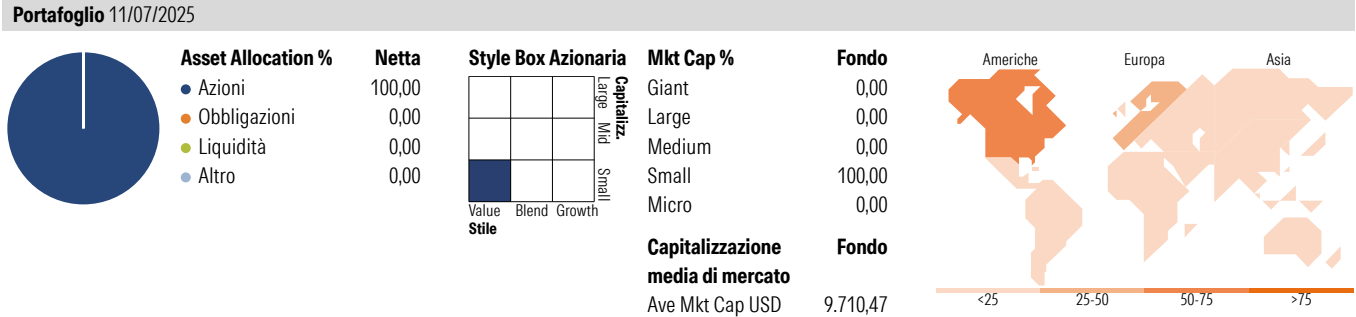 Portafoglio 11/07/2025
Asset Allocation % Netta
Azioni 100,00
Obbligazioni 0,00
Liquidità 0,00
Altro 0,00
Style Box Azionaria
Capitalizz.
Large Mid Small
Value Blend Growth
Stile
Mkt Cap % Fondo
Giant 0,00
Large 0,00
Medium 0,00
Small 100,00
Micro 0,00
Capitalizzazione Fondo
media di mercato
Ave Mkt Cap USD 9.710,47
Americhe Europa Asia
<25 25-50 50-75 >75